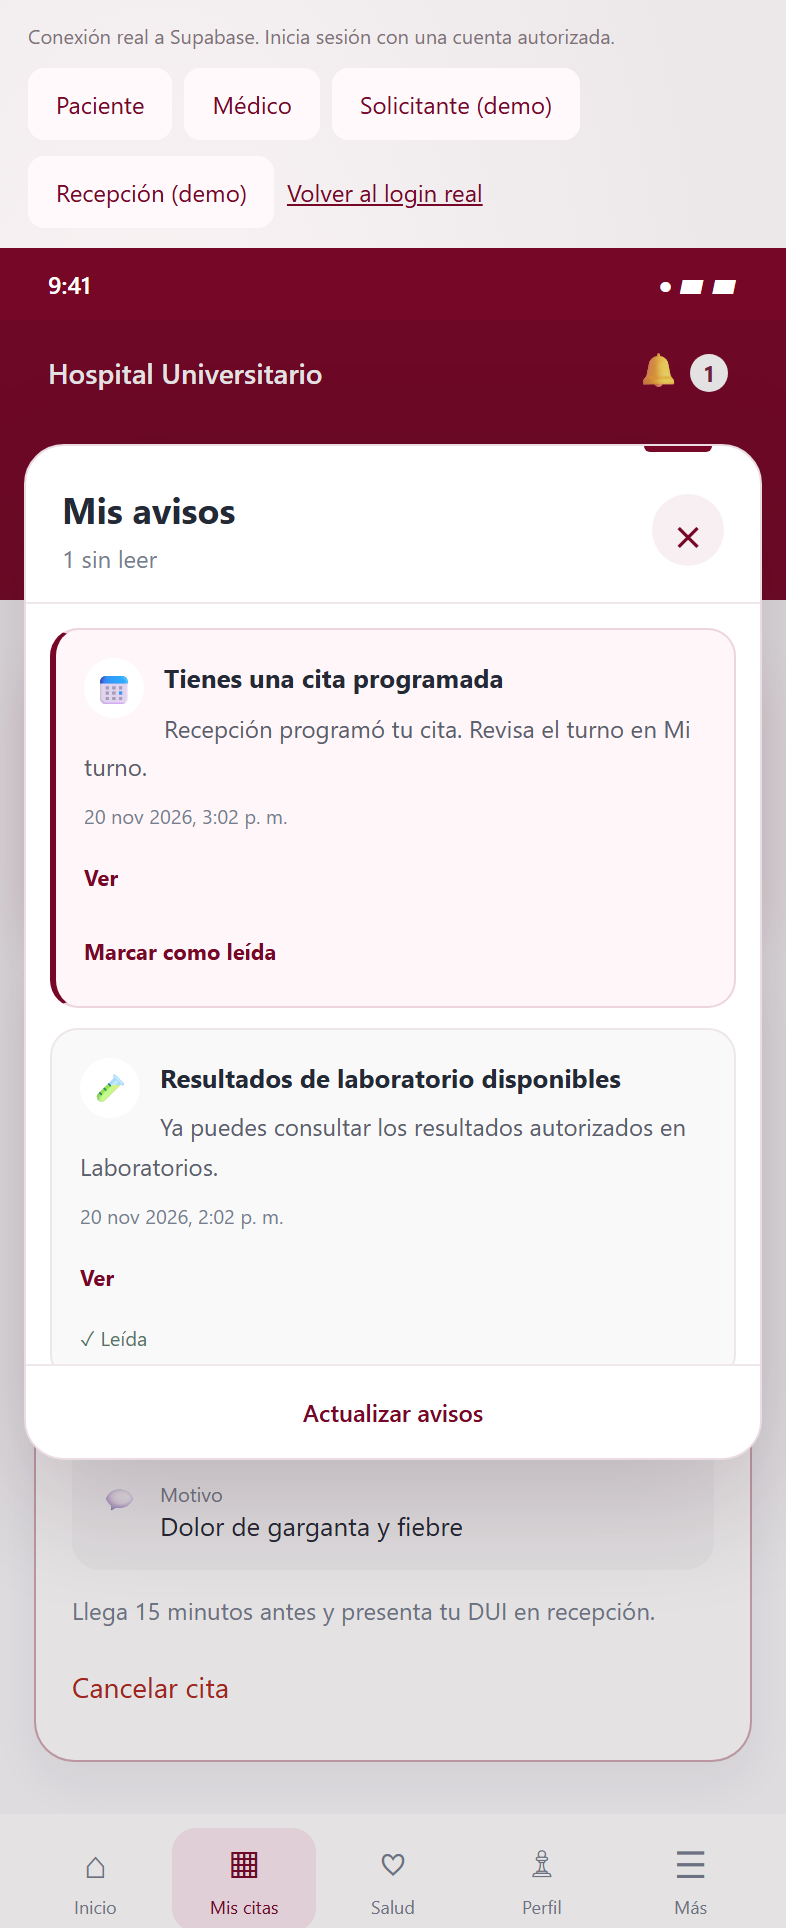 Conexión real a Supabase. Inicia sesión con una cuenta autorizada.
Paciente
Médico
Solicitante (demo)
Recepción (demo)
Volver al login real
9:41
Hospital Universitario
1
Mis avisos
1 sin leer
Tienes una cita programada
Recepción programó tu cita. Revisa el turno en Mi
turno.
20 nov 2026, 3:02 p. m.
Ver
Marcar como leída
Resultados de laboratorio disponibles
Ya puedes consultar los resultados autorizados en
Laboratorios.
20 nov 2026, 2:02 p. m.
Ver
✓ Leída
Actualizar avisos
Motivo
Dolor de garganta y fiebre
Llega 15 minutos antes y presenta tu DUI en recepción.
Cancelar cita
Inicio
Mis citas
Salud
Perfil
Más